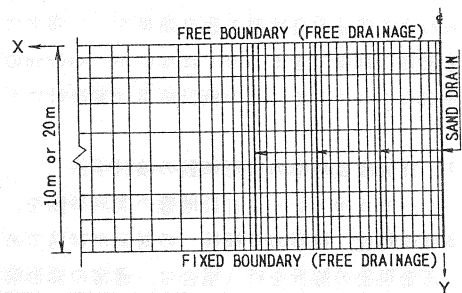 FREE BOUNDARY (FREE DRAINAGE)
X
10m or 20m
SAND DRAIN
FIXED BOUNDARY (FREE DRAINAGE)
Y